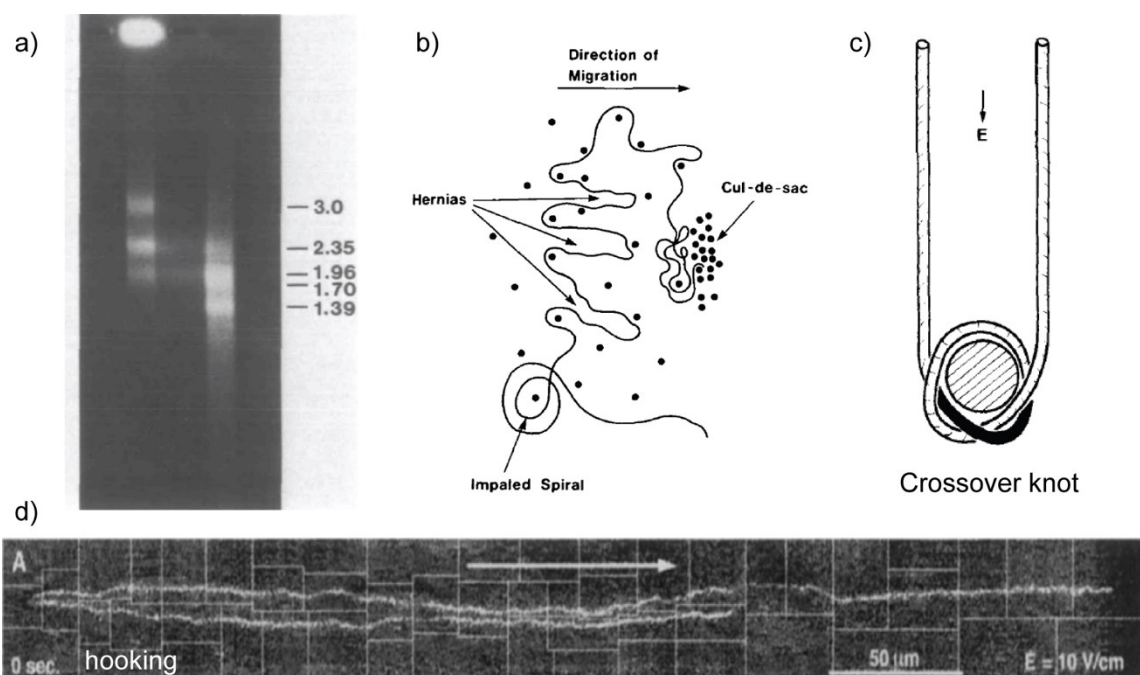 a)
3.0
2.35
1.96
1.70
1.39
b)
Direction of
Migration
Hernias
Cul-de-sac
Impaled Spiral
c)
E
Crossover knot
d)
A
0 sec.
hooking
50 μm
E = 10 V/cm